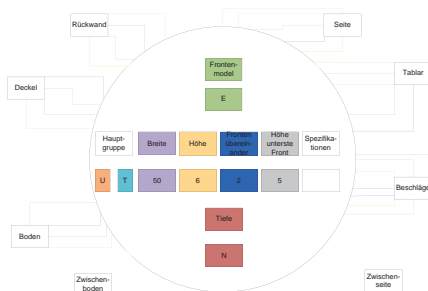 Rückwand
Seite
Fronten-
model
Tablar
Deckel
E
Haupt-
gruppe
Breite
Höhe
Fronten
überein-
ander
Höhe
unterste
Front
Spezifika-
tionen
U
T
50
6
2
5
Beschläge
Tiefe
Boden
N
Zwischen-
boden
Zwischen-
seite